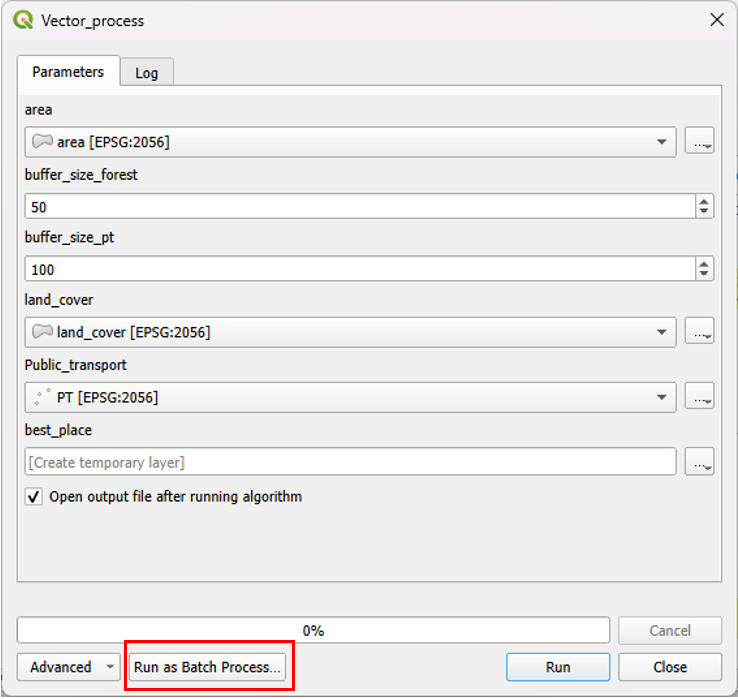 Vector_process
Parameters Log
area
area [EPSG:2056]
...
buffer_size_forest
50
buffer_size_pt
100
land_cover
land_cover [EPSG:2056]
...
Public_transport
PT [EPSG:2056]
...
best_place
[Create temporary layer]
...
Open output file after running algorithm
0% Cancel
Advanced Run as Batch Process... Run Close